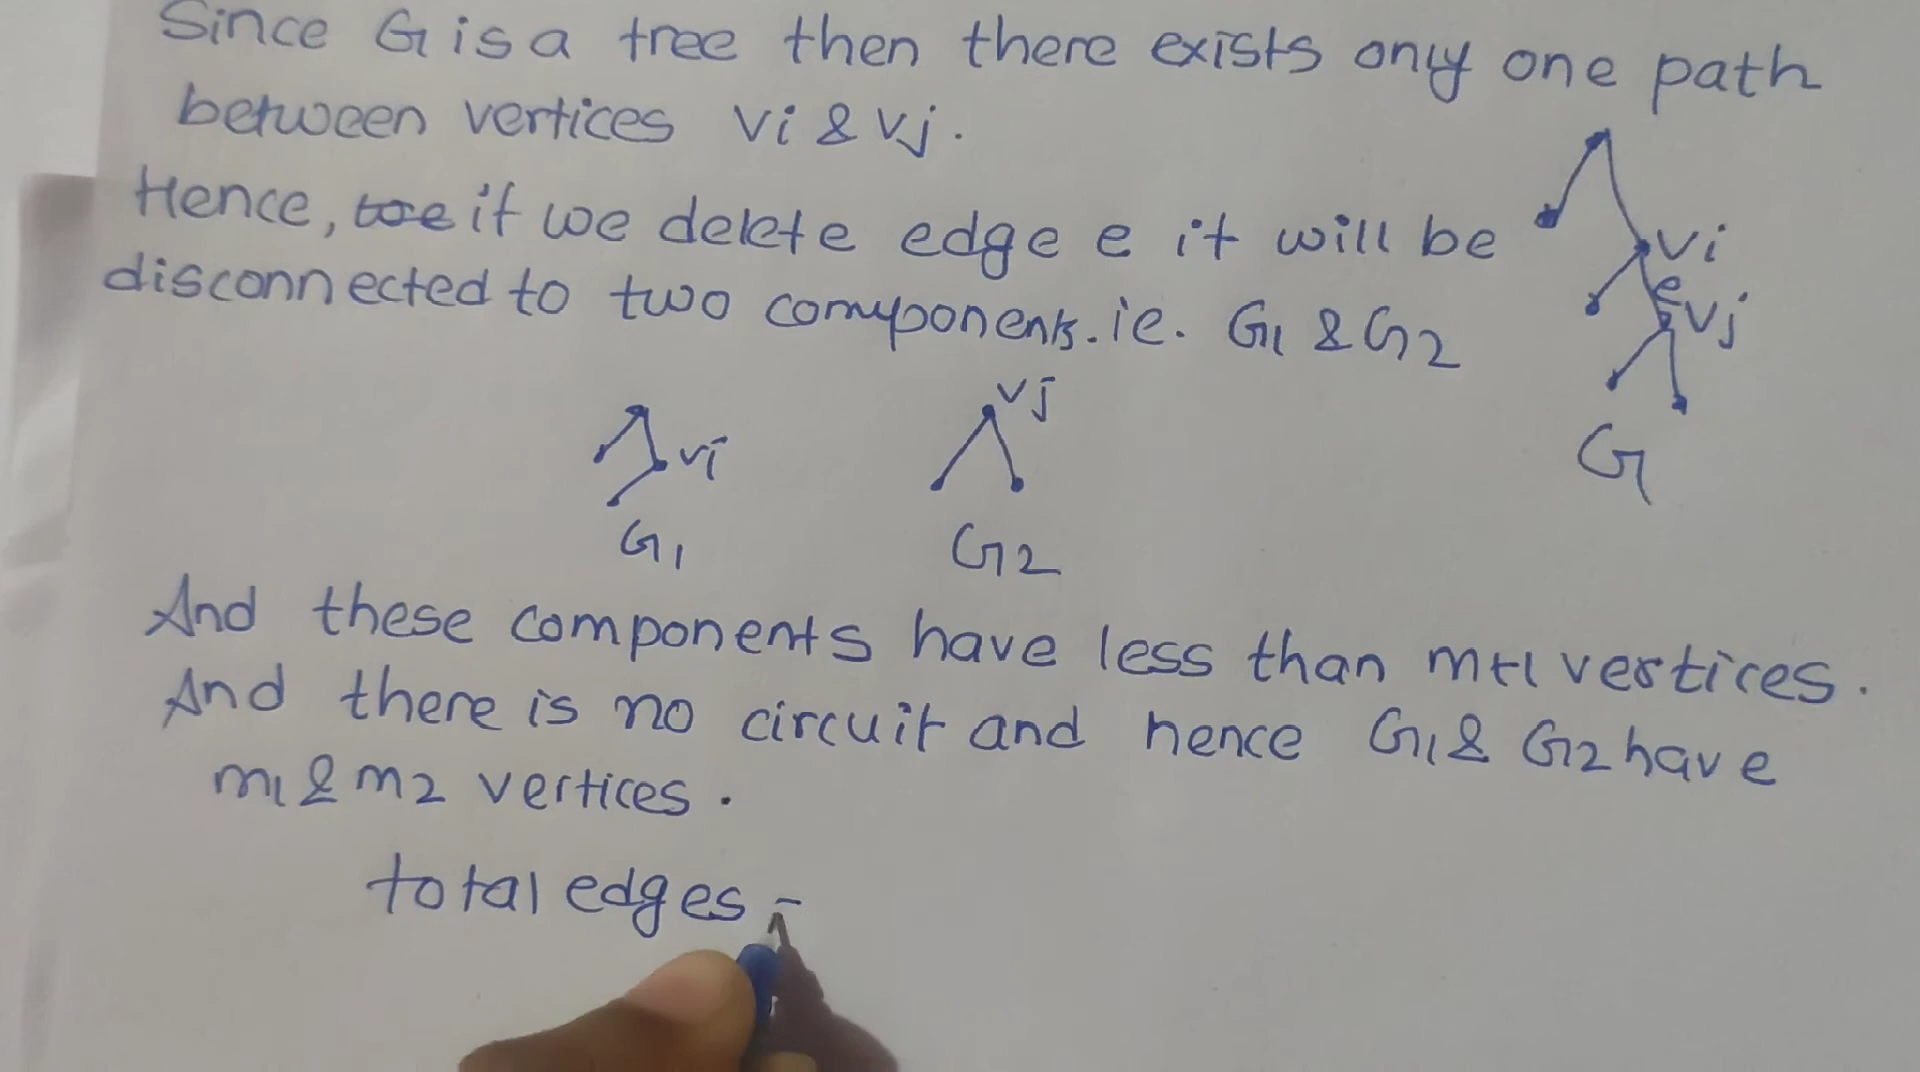 Since G is a tree then there exists only one path
between vertices vi & vj.
Hence, if we delete edge e it will be
disconnected to two components. ie. G1 & G2
vi
e
vj
G
vi
vj
G1
G2
And these components have less than m+1 vertices.
And there is no circuit and hence G1 & G2 have
m1 & m2 vertices.
total edges -